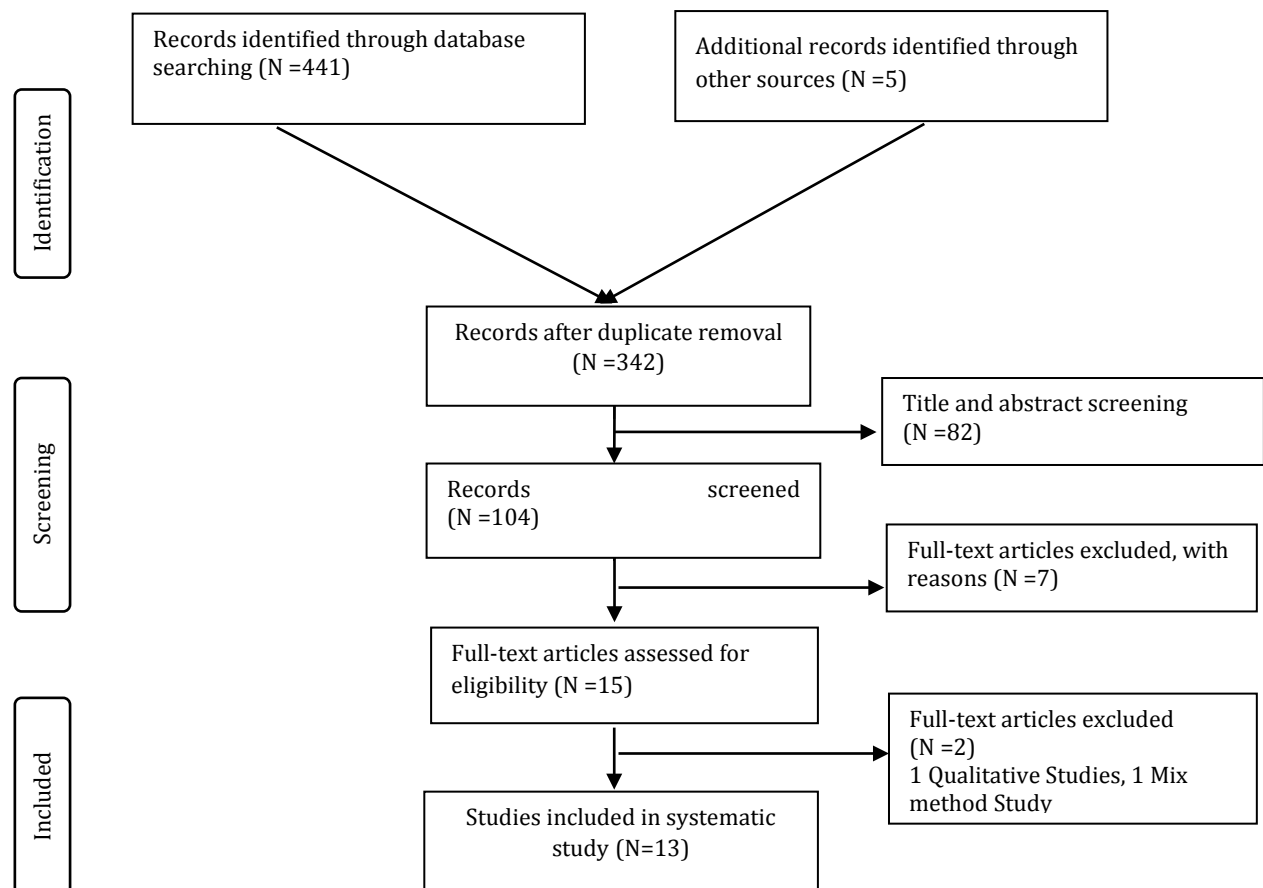 Records identified through database
searching (N =441)
Additional records identified through
other sources (N =5)
Identification
Records after duplicate removal
(N =342)
Title and abstract screening
(N =82)
Screening
Records screened
(N =104)
Full-text articles excluded, with
reasons (N =7)
Full-text articles assessed for
eligibility (N =15)
Full-text articles excluded
(N =2)
1 Qualitative Studies, 1 Mix
method Study
Included
Studies included in systematic
study (N=13)